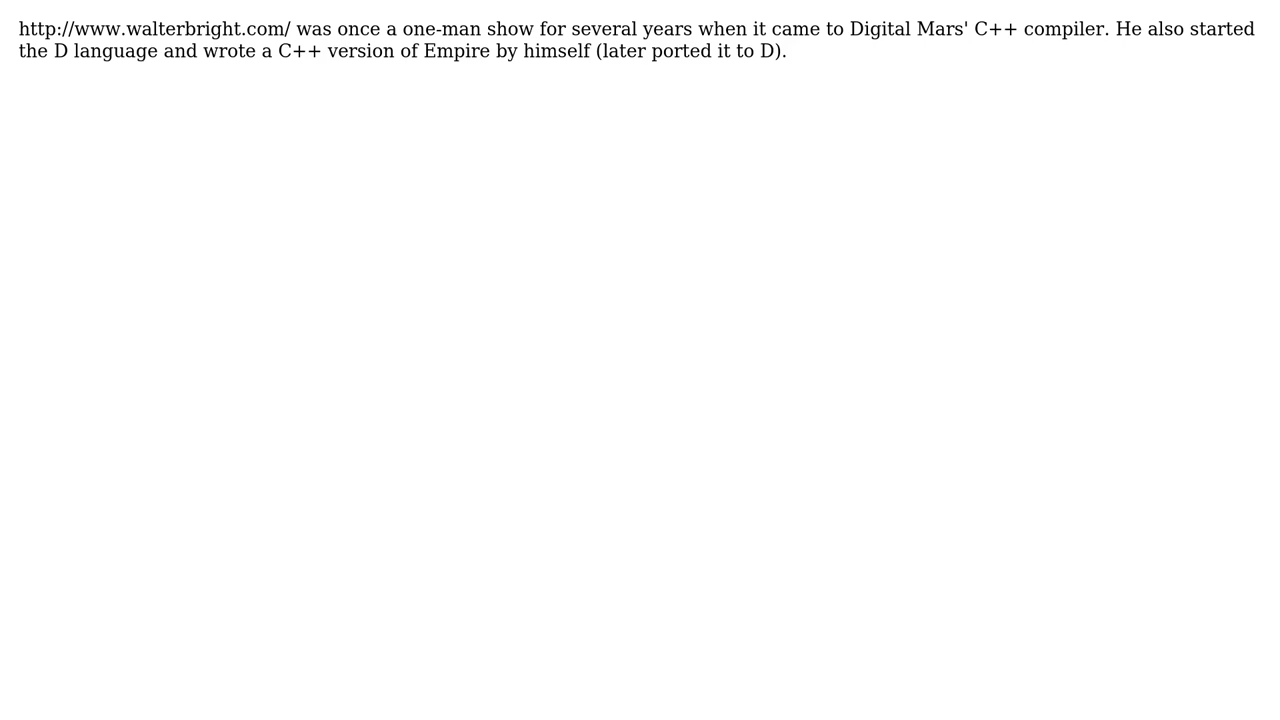 http://www.walterbright.com/ was once a one-man show for several years when it came to Digital Mars' C++ compiler. He also started
the D language and wrote a C++ version of Empire by himself (later ported it to D).